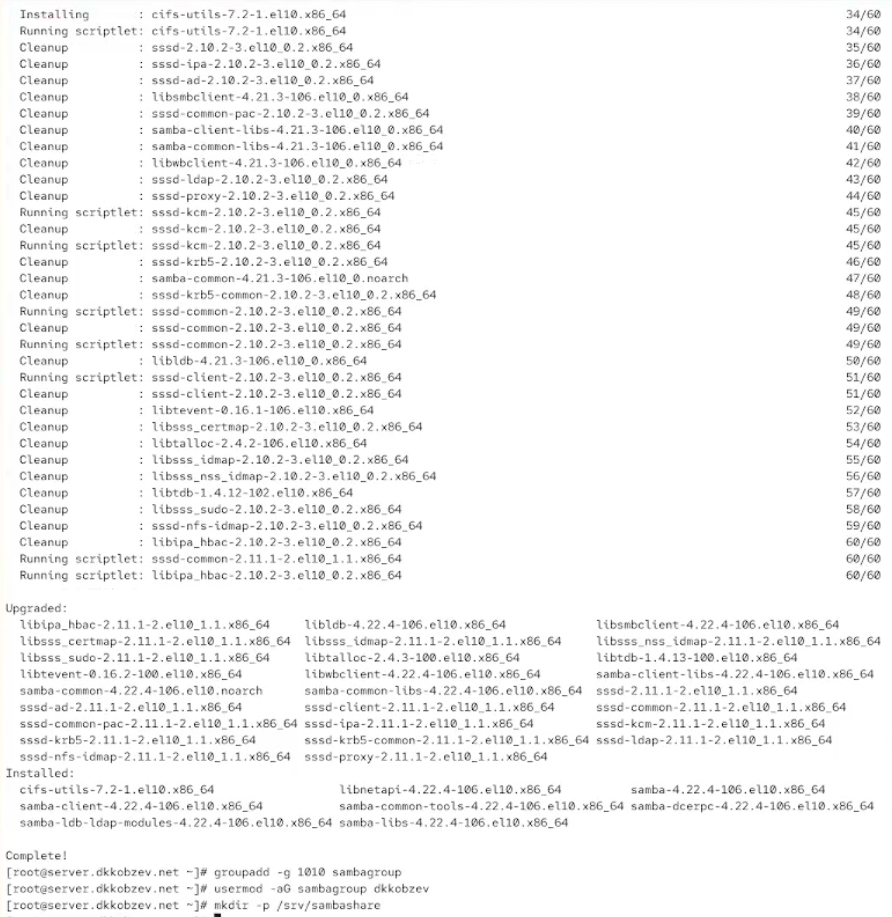 Installing       : cifs-utils-7.2-1.el10.x86_64 34/60
Running scriptlet: cifs-utils-7.2-1.el10.x86_64 34/60
Cleanup          : sssd-2.10.2-3.el10_0.2.x86_64 35/60
Cleanup          : sssd-ipa-2.10.2-3.el10_0.2.x86_64 36/60
Cleanup          : sssd-ad-2.10.2-3.el10_0.2.x86_64 37/60
Cleanup          : libsmbclient-4.21.3-106.el10_0.x86_64 38/60
Cleanup          : sssd-common-pac-2.10.2-3.el10_0.2.x86_64 39/60
Cleanup          : samba-client-libs-4.21.3-106.el10_0.x86_64 40/60
Cleanup          : samba-common-libs-4.21.3-106.el10_0.x86_64 41/60
Cleanup          : libwbclient-4.21.3-106.el10_0.x86_64 42/60
Cleanup          : sssd-ldap-2.10.2-3.el10_0.2.x86_64 43/60
Cleanup          : sssd-proxy-2.10.2-3.el10_0.2.x86_64 44/60
Running scriptlet: sssd-kcm-2.10.2-3.el10_0.2.x86_64 45/60
Cleanup          : sssd-kcm-2.10.2-3.el10_0.2.x86_64 45/60
Running scriptlet: sssd-kcm-2.10.2-3.el10_0.2.x86_64 45/60
Cleanup          : sssd-krb5-2.10.2-3.el10_0.2.x86_64 46/60
Cleanup          : samba-common-4.21.3-106.el10_0.noarch 47/60
Cleanup          : sssd-krb5-common-2.10.2-3.el10_0.2.x86_64 48/60
Running scriptlet: sssd-common-2.10.2-3.el10_0.2.x86_64 49/60
Cleanup          : sssd-common-2.10.2-3.el10_0.2.x86_64 49/60
Running scriptlet: sssd-common-2.10.2-3.el10_0.2.x86_64 49/60
Cleanup          : libldb-4.21.3-106.el10_0.x86_64 50/60
Running scriptlet: sssd-client-2.10.2-3.el10_0.2.x86_64 51/60
Cleanup          : sssd-client-2.10.2-3.el10_0.2.x86_64 51/60
Cleanup          : libtevent-0.16.1-106.el10.x86_64 52/60
Cleanup          : libsss_certmap-2.10.2-3.el10_0.2.x86_64 53/60
Cleanup          : libtalloc-2.4.2-106.el10.x86_64 54/60
Cleanup          : libsss_idmap-2.10.2-3.el10_0.2.x86_64 55/60
Cleanup          : libsss_nss_idmap-2.10.2-3.el10_0.2.x86_64 56/60
Cleanup          : libtdb-1.4.12-102.el10.x86_64 57/60
Cleanup          : libsss_sudo-2.10.2-3.el10_0.2.x86_64 58/60
Cleanup          : sssd-nfs-idmap-2.10.2-3.el10_0.2.x86_64 59/60
Cleanup          : libipa_hbac-2.10.2-3.el10_0.2.x86_64 60/60
Running scriptlet: sssd-common-2.11.1-2.el10_1.1.x86_64 60/60
Running scriptlet: libipa_hbac-2.10.2-3.el10_0.2.x86_64 60/60
Upgraded:
libipa_hbac-2.11.1-2.el10_1.1.x86_64 libldb-4.22.4-106.el10.x86_64 libsmbclient-4.22.4-106.el10.x86_64
libsss_certmap-2.11.1-2.el10_1.1.x86_64 libsss_idmap-2.11.1-2.el10_1.1.x86_64 libsss_nss_idmap-2.11.1-2.el10_1.1.x86_64
libsss_sudo-2.11.1-2.el10_1.1.x86_64 libtalloc-2.4.3-100.el10.x86_64 libtdb-1.4.13-100.el10.x86_64
libtevent-0.16.2-100.el10.x86_64 libwbclient-4.22.4-106.el10.x86_64 samba-client-libs-4.22.4-106.el10.x86_64
samba-common-4.22.4-106.el10.noarch samba-common-libs-4.22.4-106.el10.x86_64 sssd-2.11.1-2.el10_1.1.x86_64
sssd-ad-2.11.1-2.el10_1.1.x86_64 sssd-client-2.11.1-2.el10_1.1.x86_64 sssd-common-2.11.1-2.el10_1.1.x86_64
sssd-common-pac-2.11.1-2.el10_1.1.x86_64 sssd-ipa-2.11.1-2.el10_1.1.x86_64 sssd-kcm-2.11.1-2.el10_1.1.x86_64
sssd-krb5-2.11.1-2.el10_1.1.x86_64 sssd-krb5-common-2.11.1-2.el10_1.1.x86_64 sssd-ldap-2.11.1-2.el10_1.1.x86_64
sssd-nfs-idmap-2.11.1-2.el10_1.1.x86_64 sssd-proxy-2.11.1-2.el10_1.1.x86_64
Installed:
cifs-utils-7.2-1.el10.x86_64 libnetapi-4.22.4-106.el10.x86_64 samba-4.22.4-106.el10.x86_64
samba-client-4.22.4-106.el10.x86_64 samba-common-tools-4.22.4-106.el10.x86_64 samba-dcerpc-4.22.4-106.el10.x86_64
samba-ldb-ldap-modules-4.22.4-106.el10.x86_64 samba-libs-4.22.4-106.el10.x86_64
Complete!
[root@server.dkkobzev.net ~]# groupadd -g 1010 sambagroup
[root@server.dkkobzev.net ~]# usermod -aG sambagroup dkkobzev
[root@server.dkkobzev.net ~]# mkdir -p /srv/sambashare